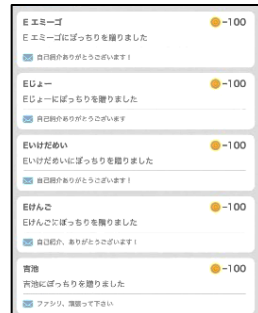 E エミーゴ
-100
E エミーゴにぽっちりを贈りました
自己紹介ありがとうございます！
Eじょー
-100
Eじょーにぽっちりを贈りました
自己紹介ありがとうございます
Eいけだめい
-100
Eいけだめいにぽっちりを贈りました
自己紹介ありがとうございます！
Eけんご
-100
Eけんごにぽっちりを贈りました
自己紹介、ありがとうございます！
吉池
-100
吉池にぽっちりを贈りました
ファシリ、頑張って下さい